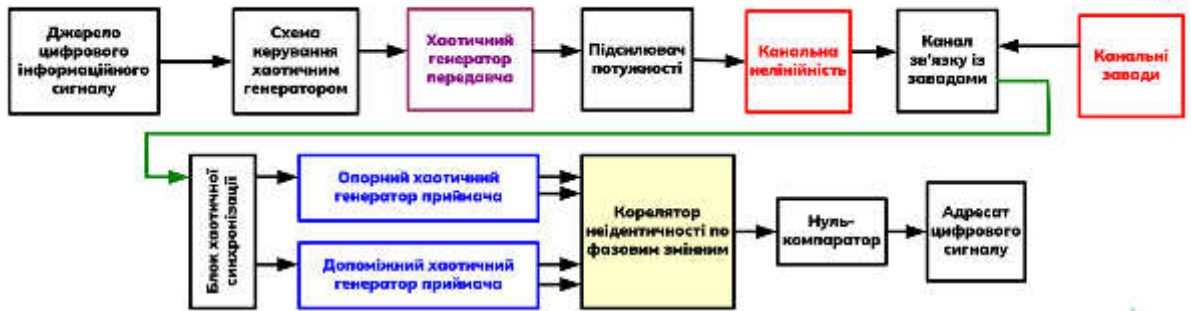 Джерело
цифрового
інформаційного
сигналу
Схема
керування
хаотичним
генератором
Хаотичний
генератор
передавча
Підсилювач
потужності
Канальна
нелінійність
Канал
зв'язку із
завадами
Канальні
завади
Блок хаотичної
синхронізації
Опорний хаотичний
генератор приймача
Допоміжний хаотичний
генератор приймача
Корелятор
неідентичності по
фазовим змінним
Нуль-
компаратор
Адресат
цифрового
сигналу